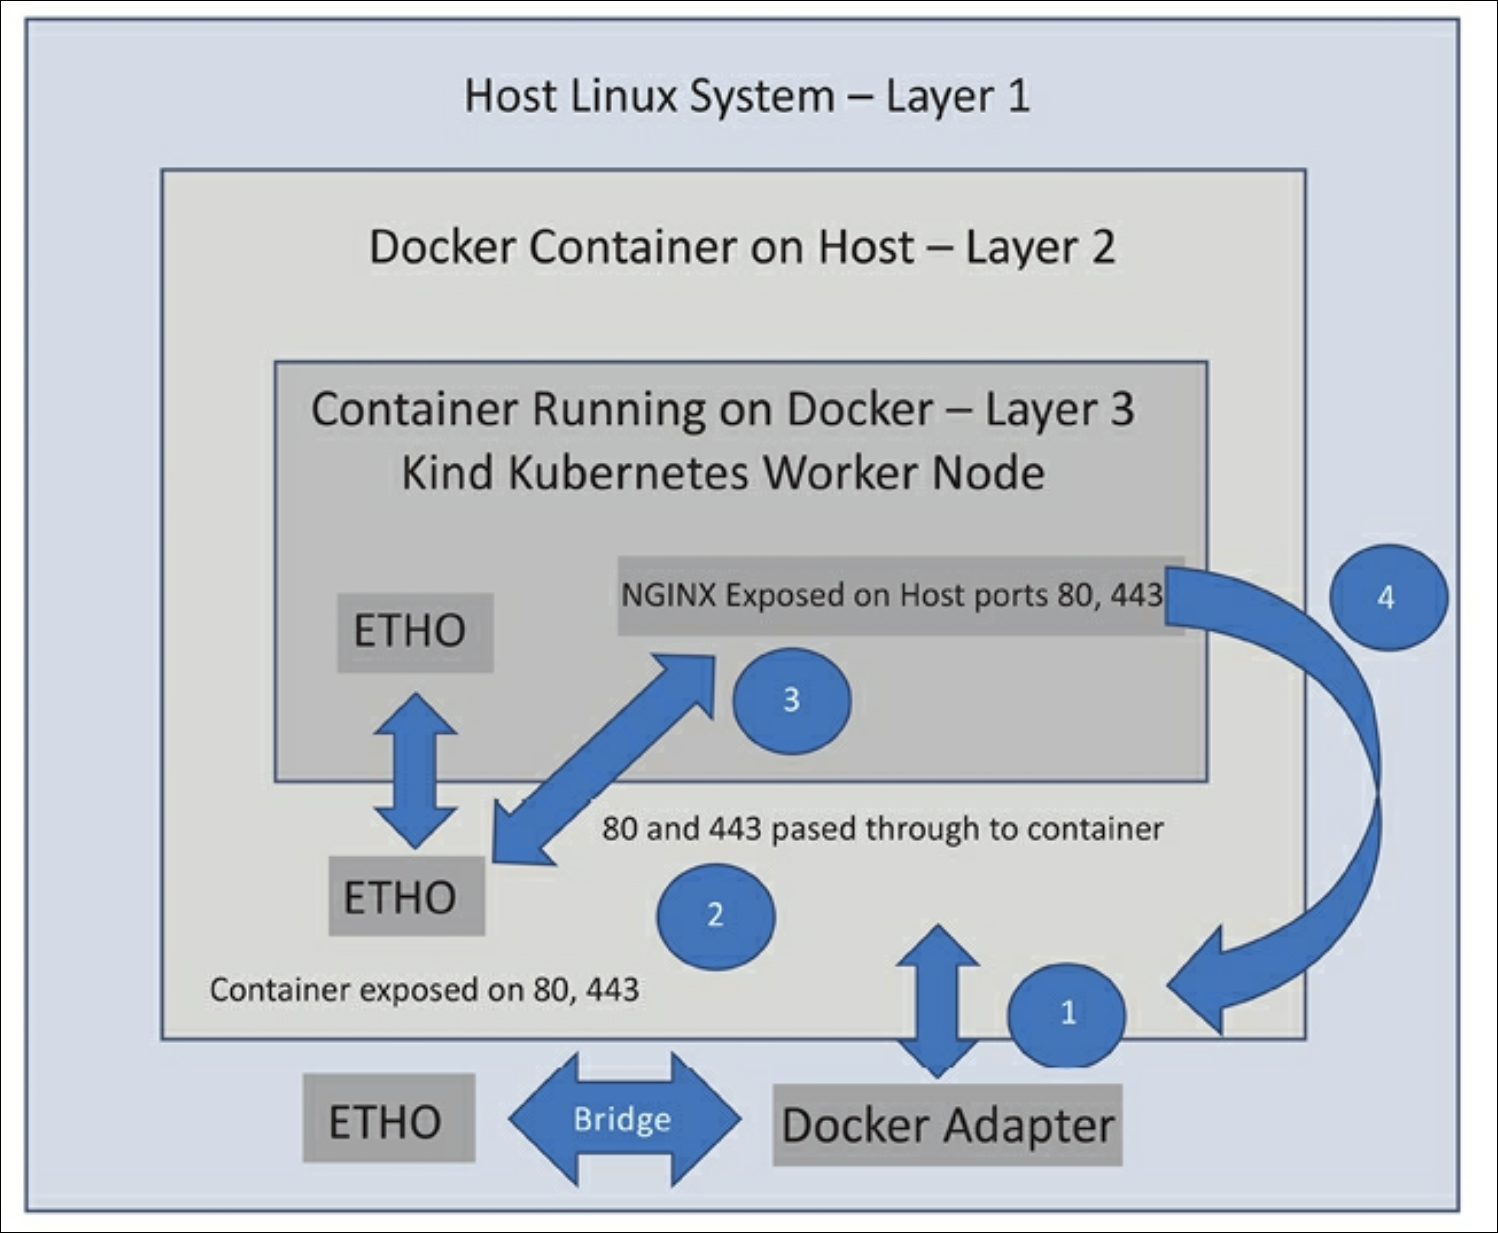 Host Linux System – Layer 1
Docker Container on Host – Layer 2
Container Running on Docker – Layer 3
Kind Kubernetes Worker Node
NGINX Exposed on Host ports 80, 443
4
ETHO
3
80 and 443 pased through to container
ETHO
2
Container exposed on 80, 443
1
ETHO
Bridge
Docker Adapter